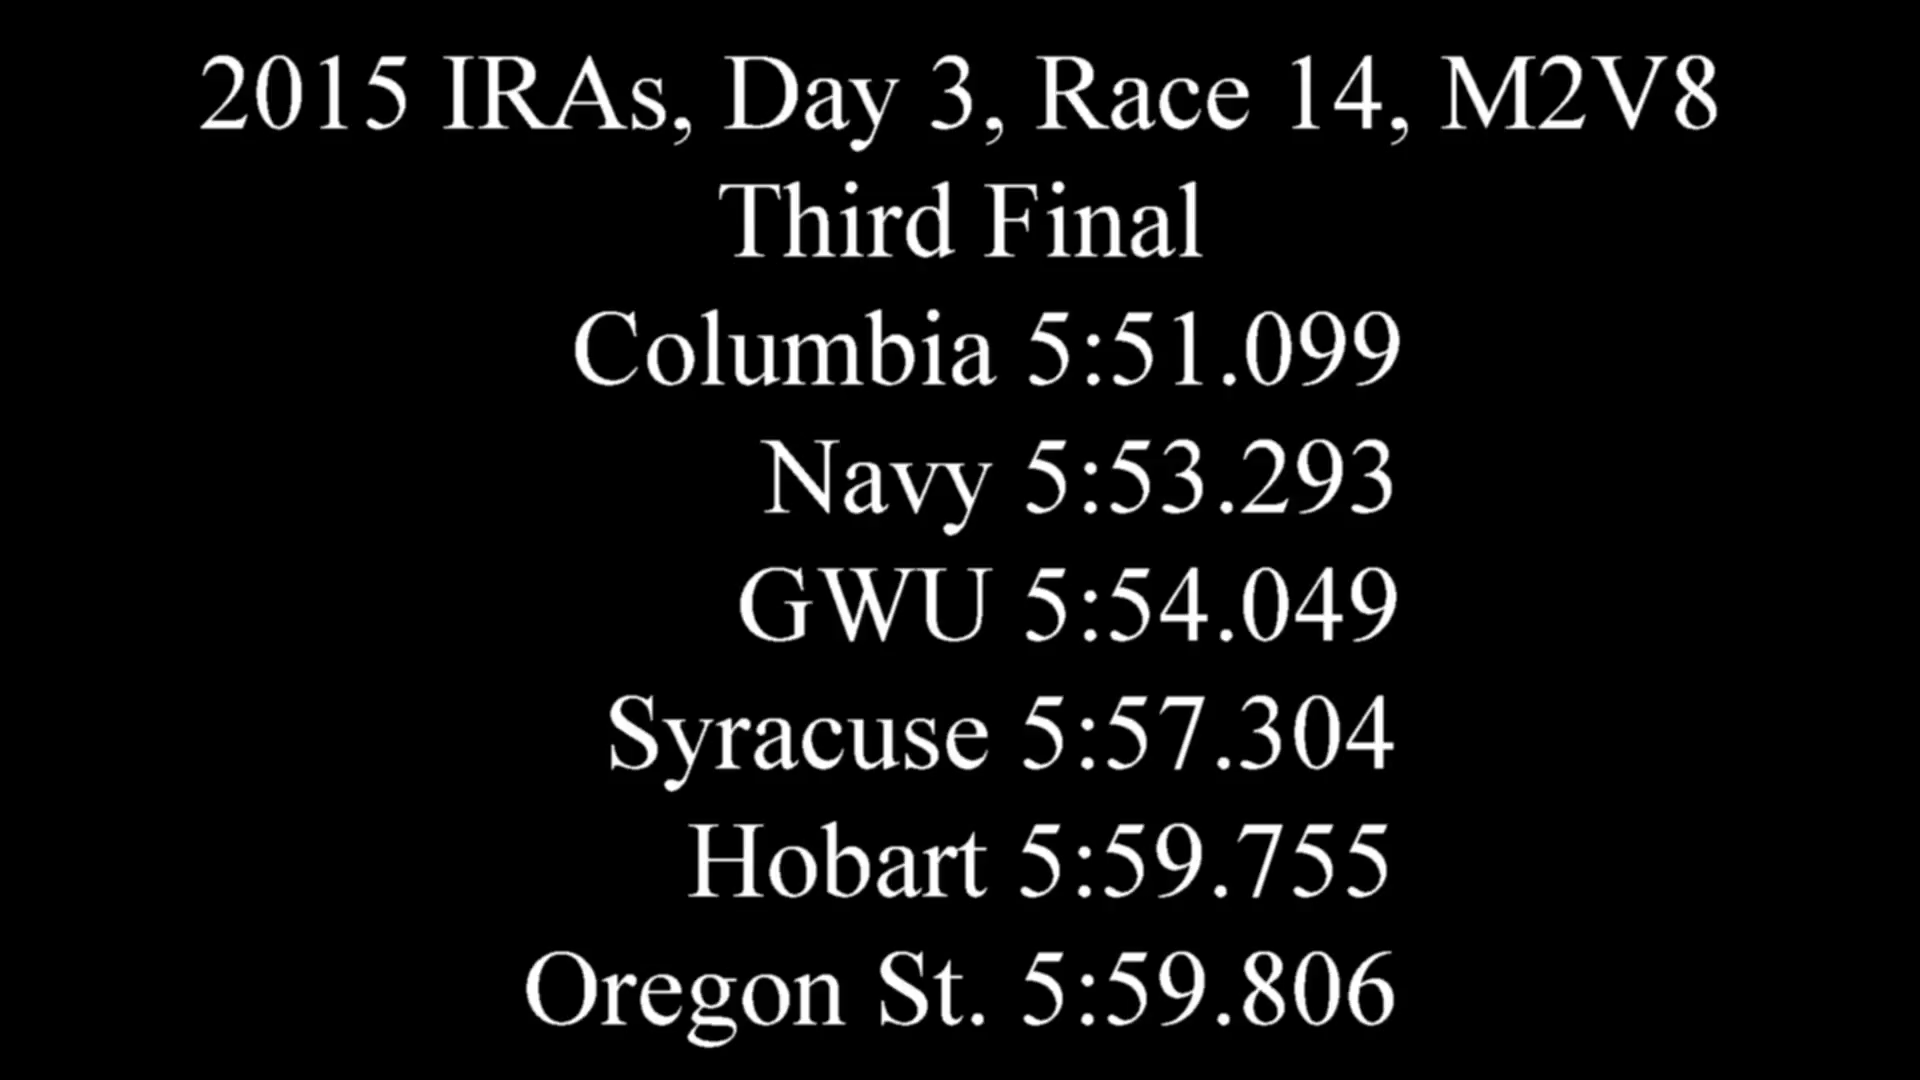 2015 IRAs, Day 3, Race 14, M2V8
Third Final
Columbia 5:51.099
Navy 5:53.293
GWU 5:54.049
Syracuse 5:57.304
Hobart 5:59.755
Oregon St. 5:59.806